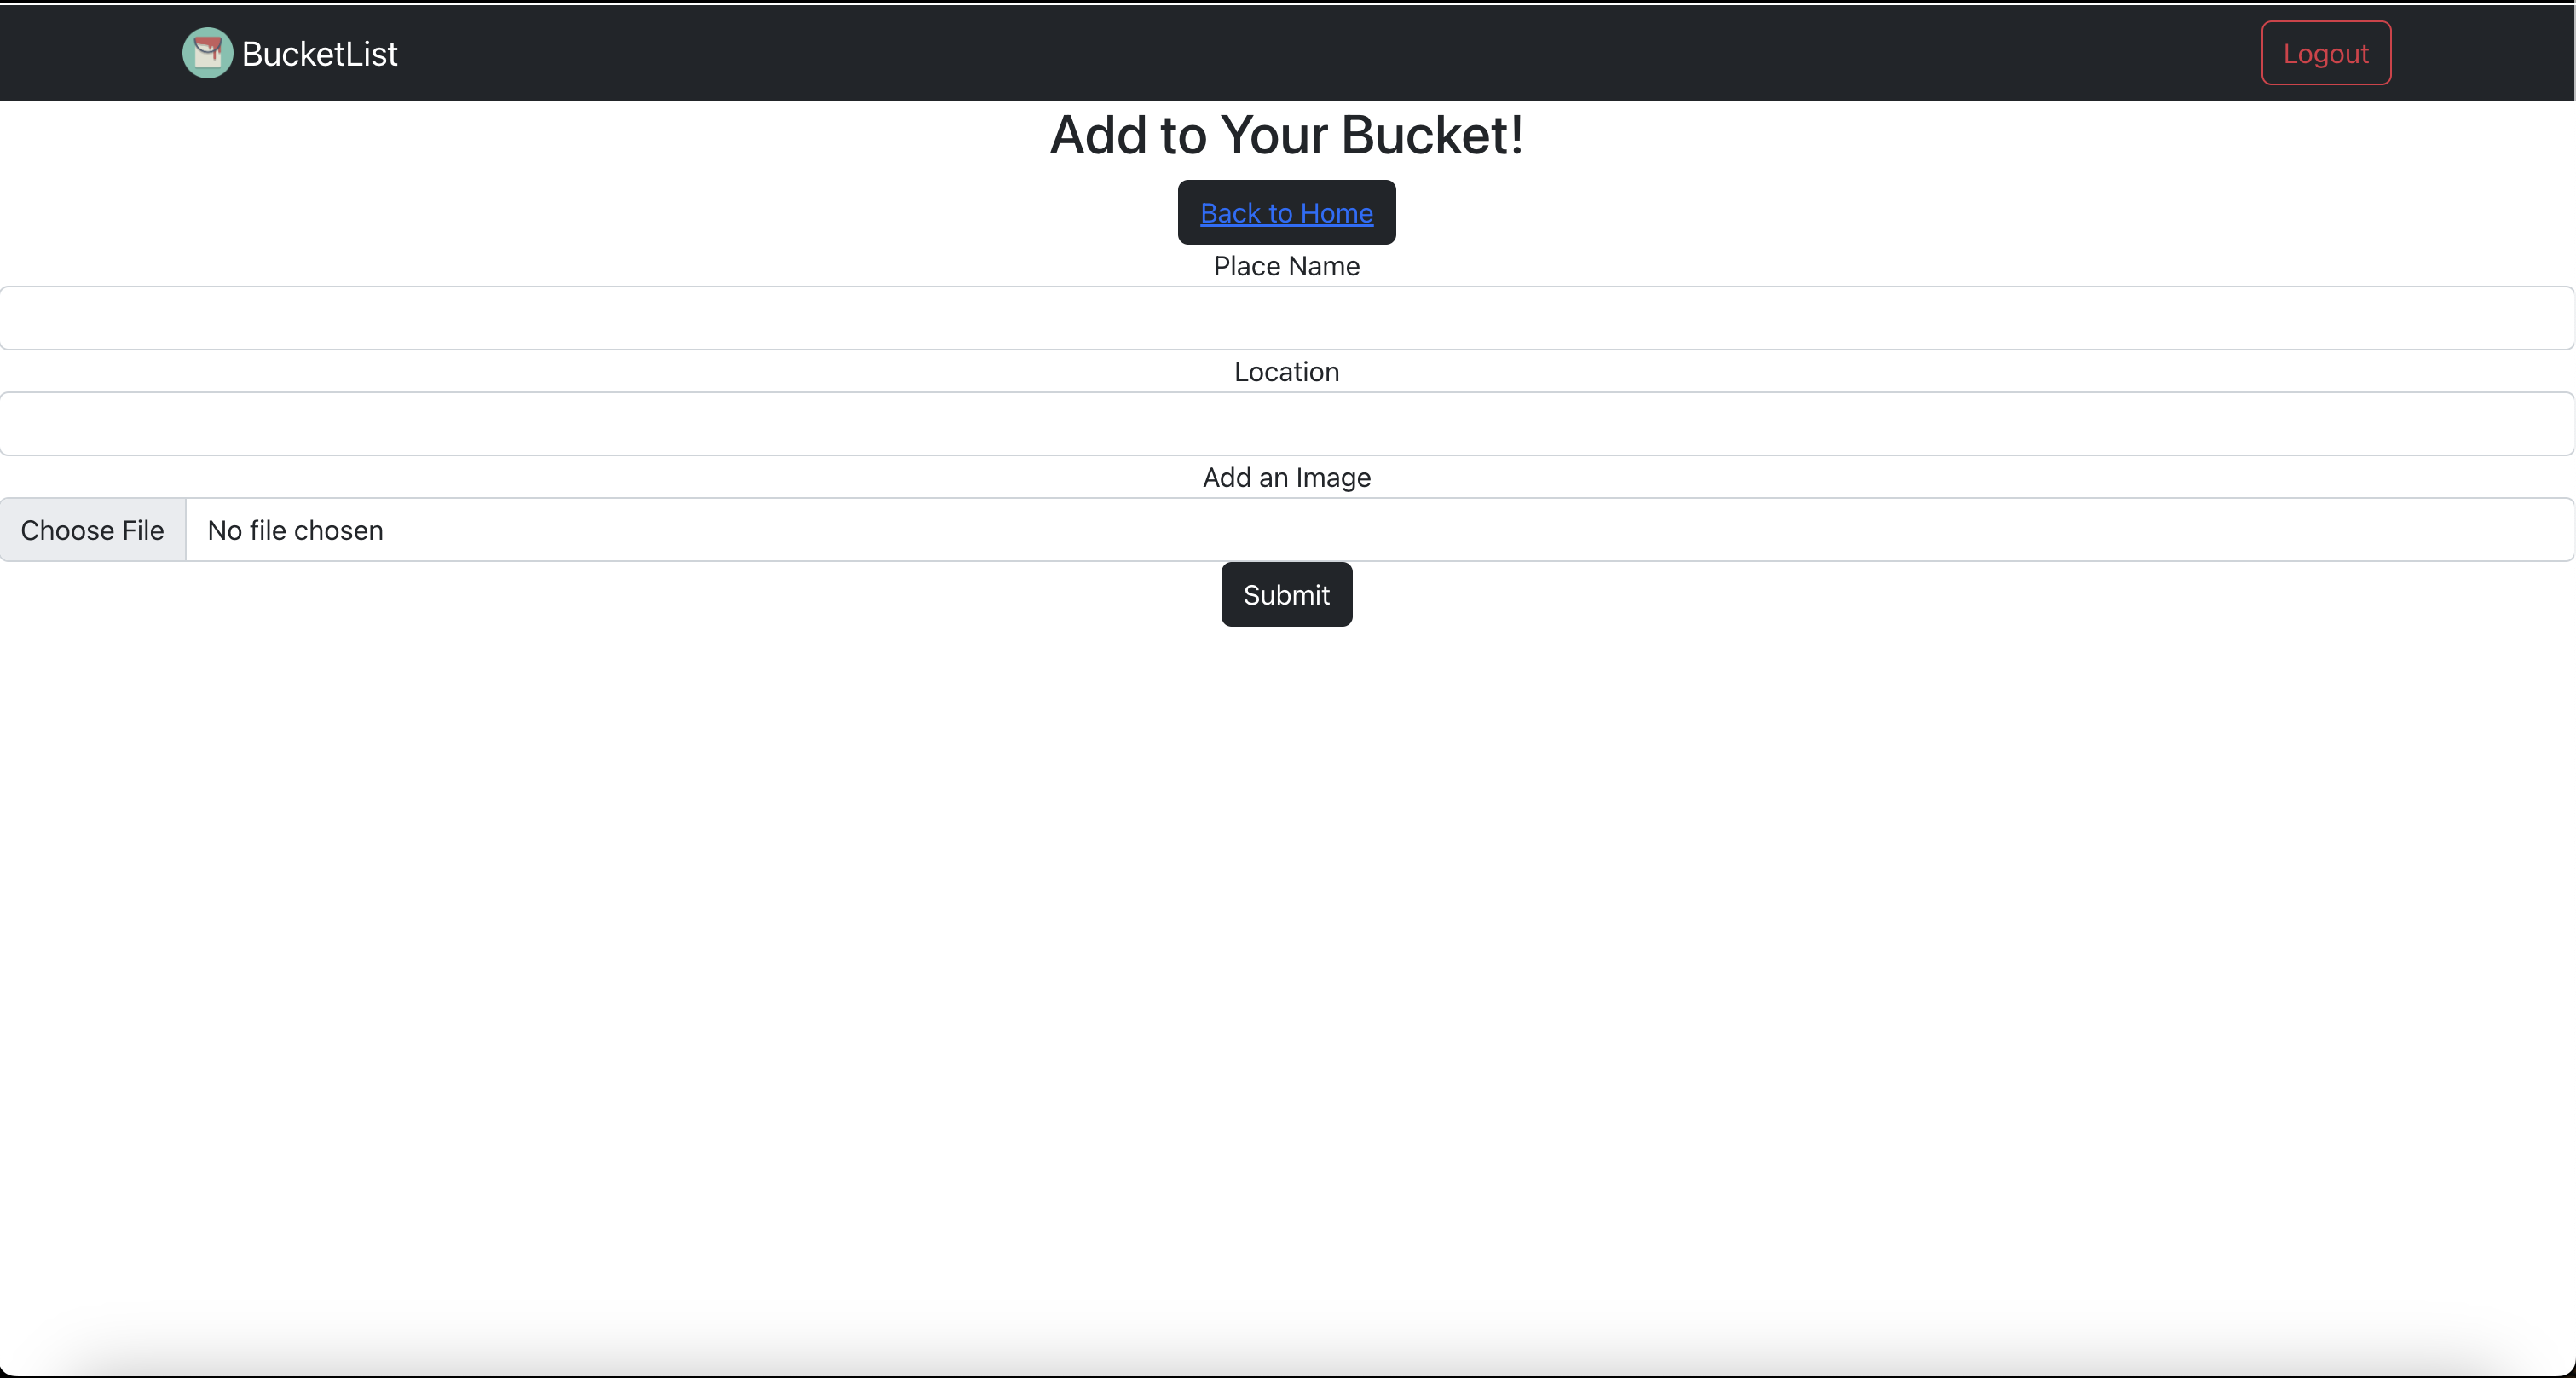 BucketList
Logout
Add to Your Bucket!
Back to Home
Place Name
Location
Add an Image
Choose File No file chosen
Submit